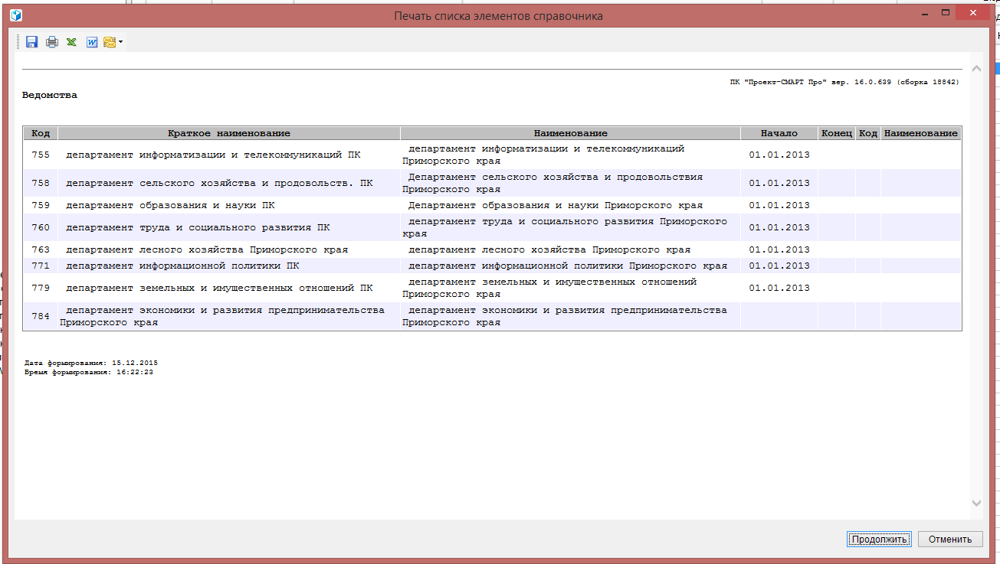 Печать списка элементов справочника
ПК "Проект-СМАРТ Про" вер. 16.0.639 (сборка 18842)
Ведомства
Код Краткое наименование Наименование Начало Конец Код Наименование
755 департамент информатизации и телекоммуникаций ПК департамент информатизации и телекоммуникаций 01.01.2013
Приморского края
758 департамент сельского хозяйства и продовольств. ПК Департамент сельского хозяйства и продовольствия 01.01.2013
Приморского края
759 департамент образования и науки ПК Департамент образования и науки Приморского края 01.01.2013
760 департамент труда и социального развития ПК департамент труда и социального развития Приморского 01.01.2013
края
763 департамент лесного хозяйства Приморского края департамент лесного хозяйства Приморского края 01.01.2013
771 департамент информационной политики ПК департамент информационной политики Приморского края 01.01.2013
779 департамент земельных и имущественных отношений ПК департамент земельных и имущественных отношений 01.01.2013
Приморского края
784 департамент экономики и развития предпринимательства департамент экономики и развития предпринимательства
Приморского края Приморского края
Дата формирования: 15.12.2015
Время формирования: 16:22:23
Продолжить Отменить